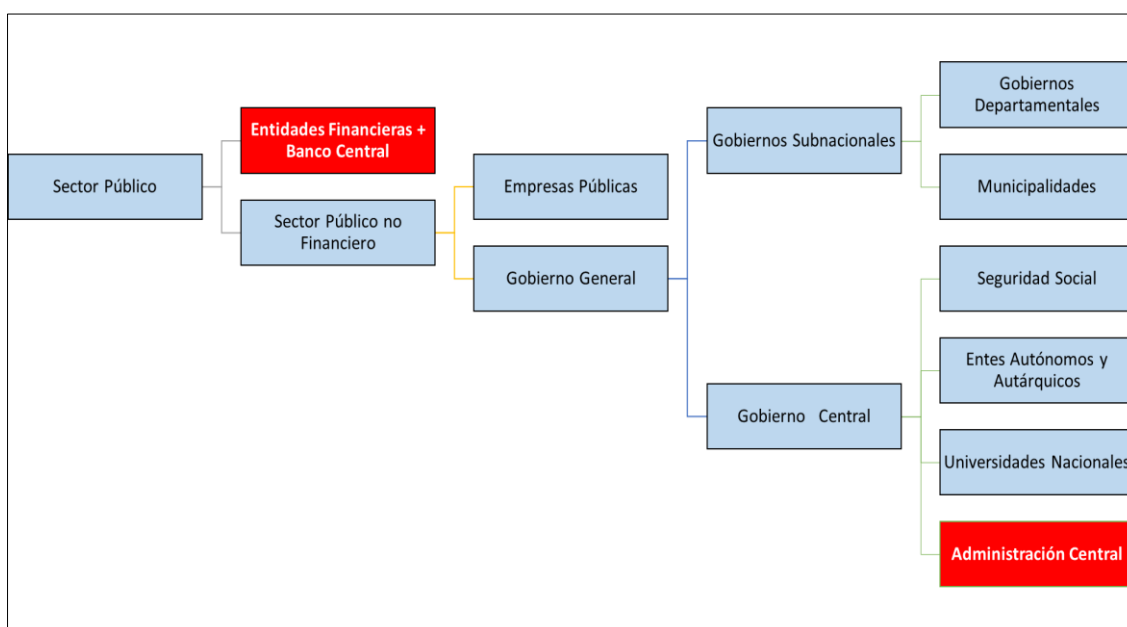 Sector Público
Entidades Financieras +
Banco Central
Sector Público no
Financiero
Empresas Públicas
Gobierno General
Gobiernos Subnacionales
Gobierno Central
Gobiernos
Departamentales
Municipalidades
Seguridad Social
Entes Autónomos y
Autárquicos
Universidades Nacionales
Administración Central